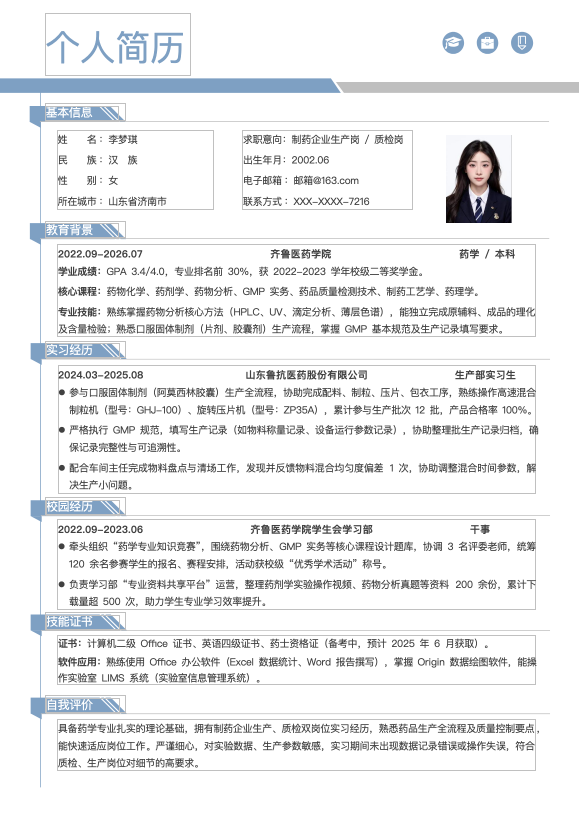 个人简历
基本信息
姓　　名：李梦琪
求职意向：制药企业生产岗 / 质检岗
民　　族：汉　族
出生年月：2002.06
性　　别：女
电子邮箱：邮箱@163.com
所在城市：山东省济南市
联系方式：XXX-XXXX-7216
教育背景
2022.09-2026.07 齐鲁医药学院 药学 / 本科
学业成绩：GPA 3.4/4.0，专业排名前 30%，获 2022-2023 学年校级二等奖学金。
核心课程：药物化学、药剂学、药物分析、GMP 实务、药品质量检测技术、制药工艺学、药理学。
专业技能：熟练掌握药物分析核心方法（HPLC、UV、滴定分析、薄层色谱），能独立完成原辅料、成品的理化
及含量检验；熟悉口服固体制剂（片剂、胶囊剂）生产流程，掌握 GMP 基本规范及生产记录填写要求。
实习经历
2024.03-2025.08 山东鲁抗医药股份有限公司 生产部实习生
● 参与口服固体制剂（阿莫西林胶囊）生产全流程，协助完成配料、制粒、压片、包衣工序，熟练操作高速混合
制粒机（型号：GHJ-100）、旋转压片机（型号：ZP35A），累计参与生产批次 12 批，产品合格率 100%。
● 严格执行 GMP 规范，填写生产记录（如物料称量记录、设备运行参数记录），协助整理批生产记录归档，确
保记录完整性与可追溯性。
● 配合车间主任完成物料盘点与清场工作，发现并反馈物料混合均匀度偏差 1 次，协助调整混合时间参数，解
决生产小问题。
校园经历
2022.09-2023.06 齐鲁医药学院学生会学习部 干事
● 牵头组织“药学专业知识竞赛”，围绕药物分析、GMP 实务等核心课程设计题库，协调 3 名评委老师，统筹
120 余名参赛学生的报名、赛程安排，活动获校级“优秀学术活动”称号。
● 负责学习部“专业资料共享平台”运营，整理药剂学实验操作视频、药物分析真题等资料 200 余份，累计下
载量超 500 次，助力学生专业学习效率提升。
技能证书
证书：计算机二级 Office 证书、英语四级证书、药士资格证（备考中，预计 2025 年 6 月获取）。
软件应用：熟练使用 Office 办公软件（Excel 数据统计、Word 报告撰写），掌握 Origin 数据绘图软件，能操
作实验室 LIMS 系统（实验室信息管理系统）。
自我评价
具备药学专业扎实的理论基础，拥有制药企业生产、质检双岗位实习经历，熟悉药品生产全流程及质量控制要点，
能快速适应岗位工作。严谨细心，对实验数据、生产参数敏感，实习期间未出现数据记录错误或操作失误，符合
质检、生产岗位对细节的高要求。